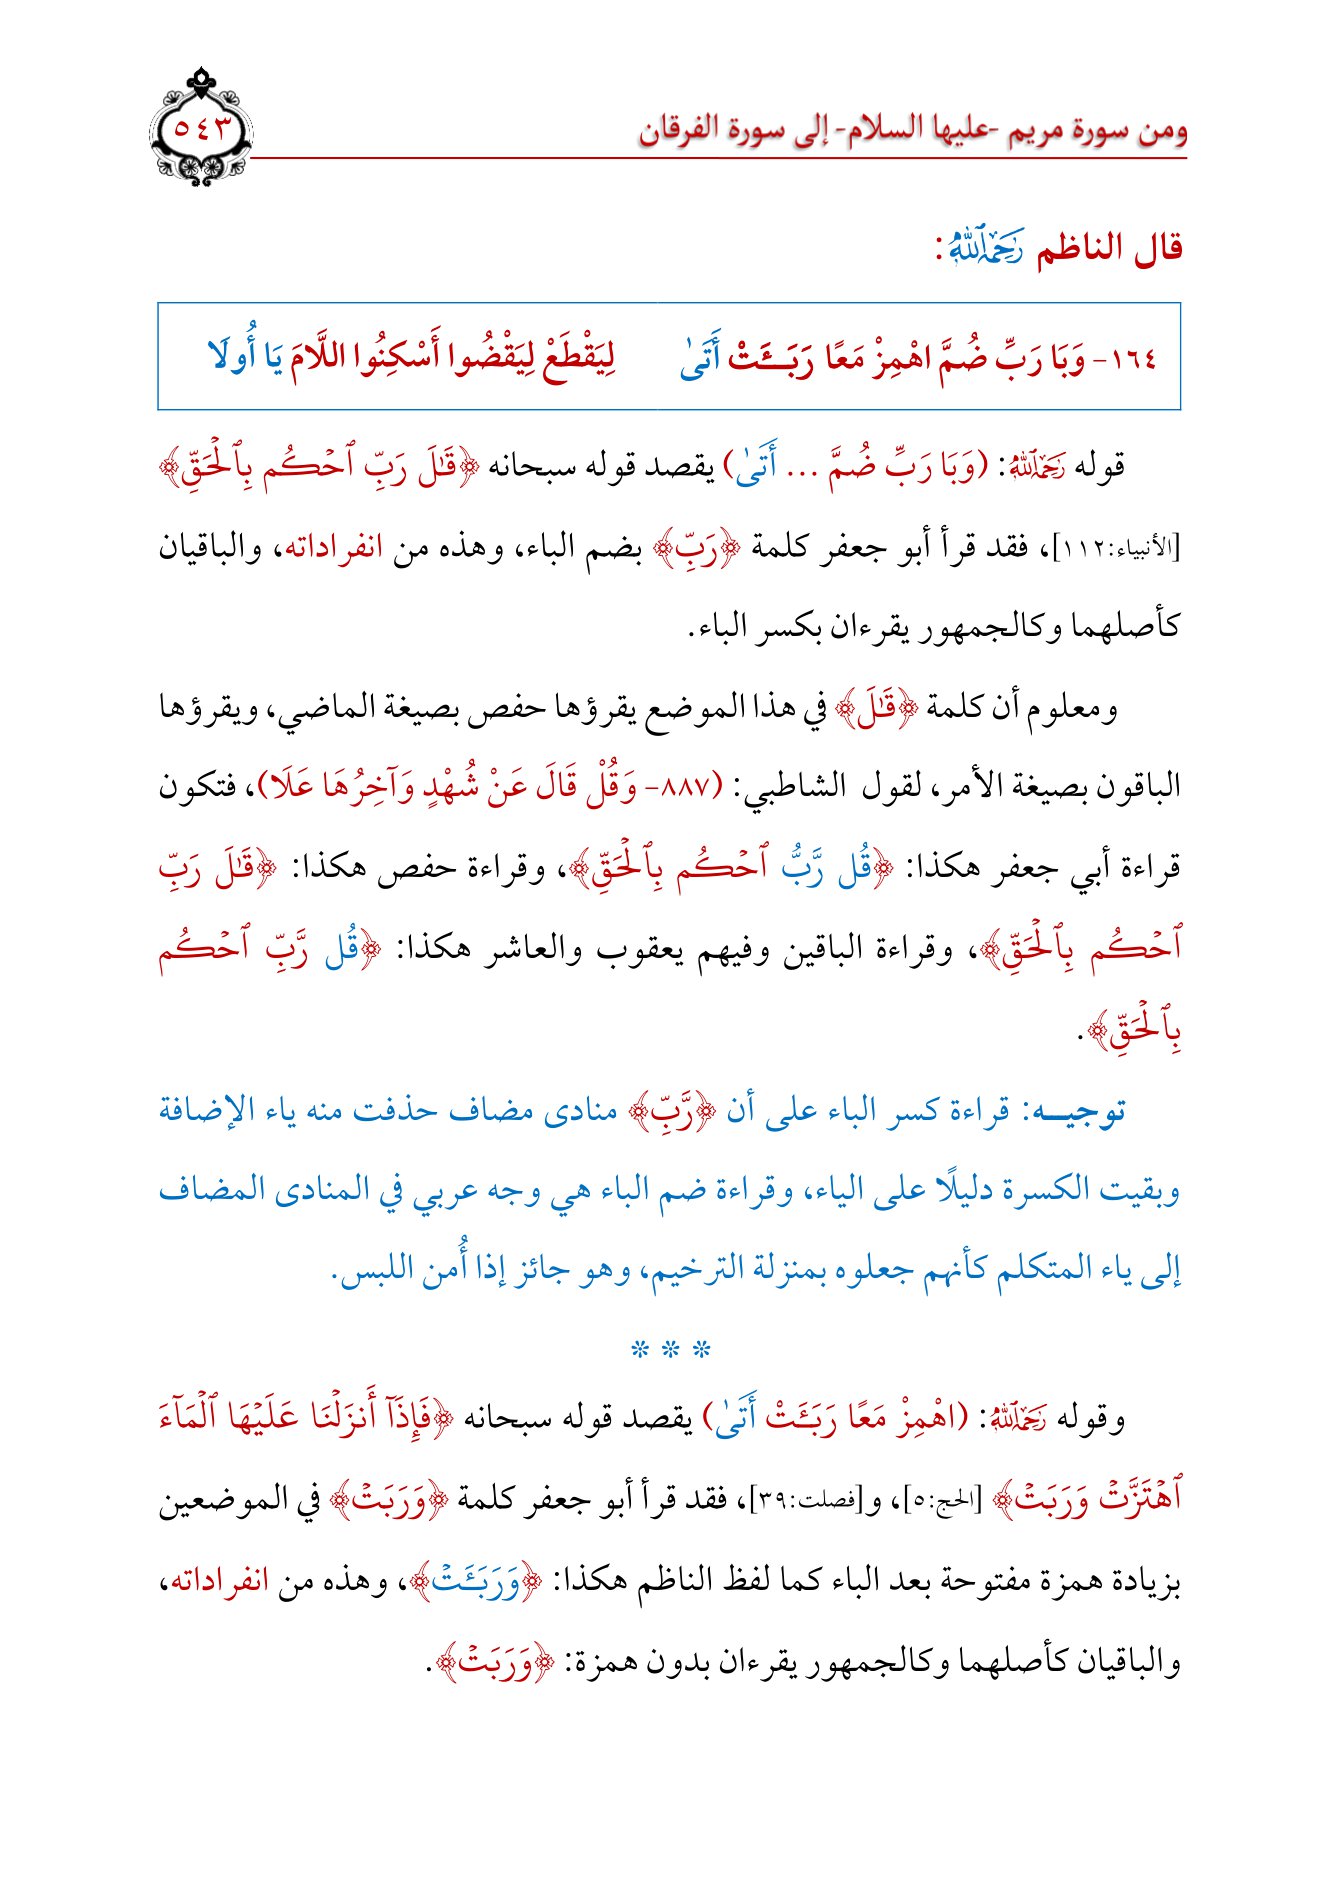 ومن سورة مريم -عليها السلام- إلى سورة الفرقان
٥٤٣
قال الناظم رَحِمَهُ ٱللَّهُ:
١٦٤- وَبَا رَبِّ ضُمَّ اهْمِزْ مَعًا رَبَـــَٔتْ أَتَىٰ لِيَقْطَعْ لِيَقْضُوا أَسْكِنُوا اللَّامَ يَا أُولَا
قوله رَحِمَهُ ٱللَّهُ: (وَبَا رَبِّ ضُمَّ ... أَتَىٰ) يقصد قوله سبحانه ﴿قَٰلَ رَبِّ ٱحۡكُم بِٱلۡحَقِّ﴾
[الأنبياء:١١٢]، فقد قرأ أبو جعفر كلمة ﴿رَبِّ﴾ بضم الباء، وهذه من انفراداته، والباقيان
كأصلهما وكالجمهور يقرءان بكسر الباء.
ومعلوم أن كلمة ﴿قَٰلَ﴾ في هذا الموضع يقرؤها حفص بصيغة الماضي، ويقرؤها
الباقون بصيغة الأمر، لقول الشاطبي: (٨٨٧- وَقُلْ قَالَ عَنْ شُهْدٍ وَآخِرُهَا عَلَا)، فتكون
قراءة أبي جعفر هكذا: ﴿قُل رَّبُّ ٱحۡكُم بِٱلۡحَقِّ﴾، وقراءة حفص هكذا: ﴿قَٰلَ رَبِّ
ٱحۡكُم بِٱلۡحَقِّ﴾، وقراءة الباقين وفيهم يعقوب والعاشر هكذا: ﴿قُل رَّبِّ ٱحۡكُم
بِٱلۡحَقِّ﴾.
توجيـــه: قراءة كسر الباء على أن ﴿رَّبِّ﴾ منادى مضاف حذفت منه ياء الإضافة
وبقيت الكسرة دليلًا على الياء، وقراءة ضم الباء هي وجه عربي في المنادى المضاف
إلى ياء المتكلم كأنهم جعلوه بمنزلة الترخيم، وهو جائز إذا أُمن اللبس.
* * *
وقوله رَحِمَهُ ٱللَّهُ: (اهْمِزْ مَعًا رَبَـَٔتْ أَتَىٰ) يقصد قوله سبحانه ﴿فَإِذَآ أَنزَلۡنَا عَلَيۡهَا ٱلۡمَآءَ
ٱهۡتَزَّتۡ وَرَبَتۡ﴾ [الحج:٥]، و[فصلت:٣٩]، فقد قرأ أبو جعفر كلمة ﴿وَرَبَتۡ﴾ في الموضعين
بزيادة همزة مفتوحة بعد الباء كما لفظ الناظم هكذا: ﴿وَرَبَـَٔتۡ﴾، وهذه من انفراداته،
والباقيان كأصلهما وكالجمهور يقرءان بدون همزة: ﴿وَرَبَتۡ﴾.